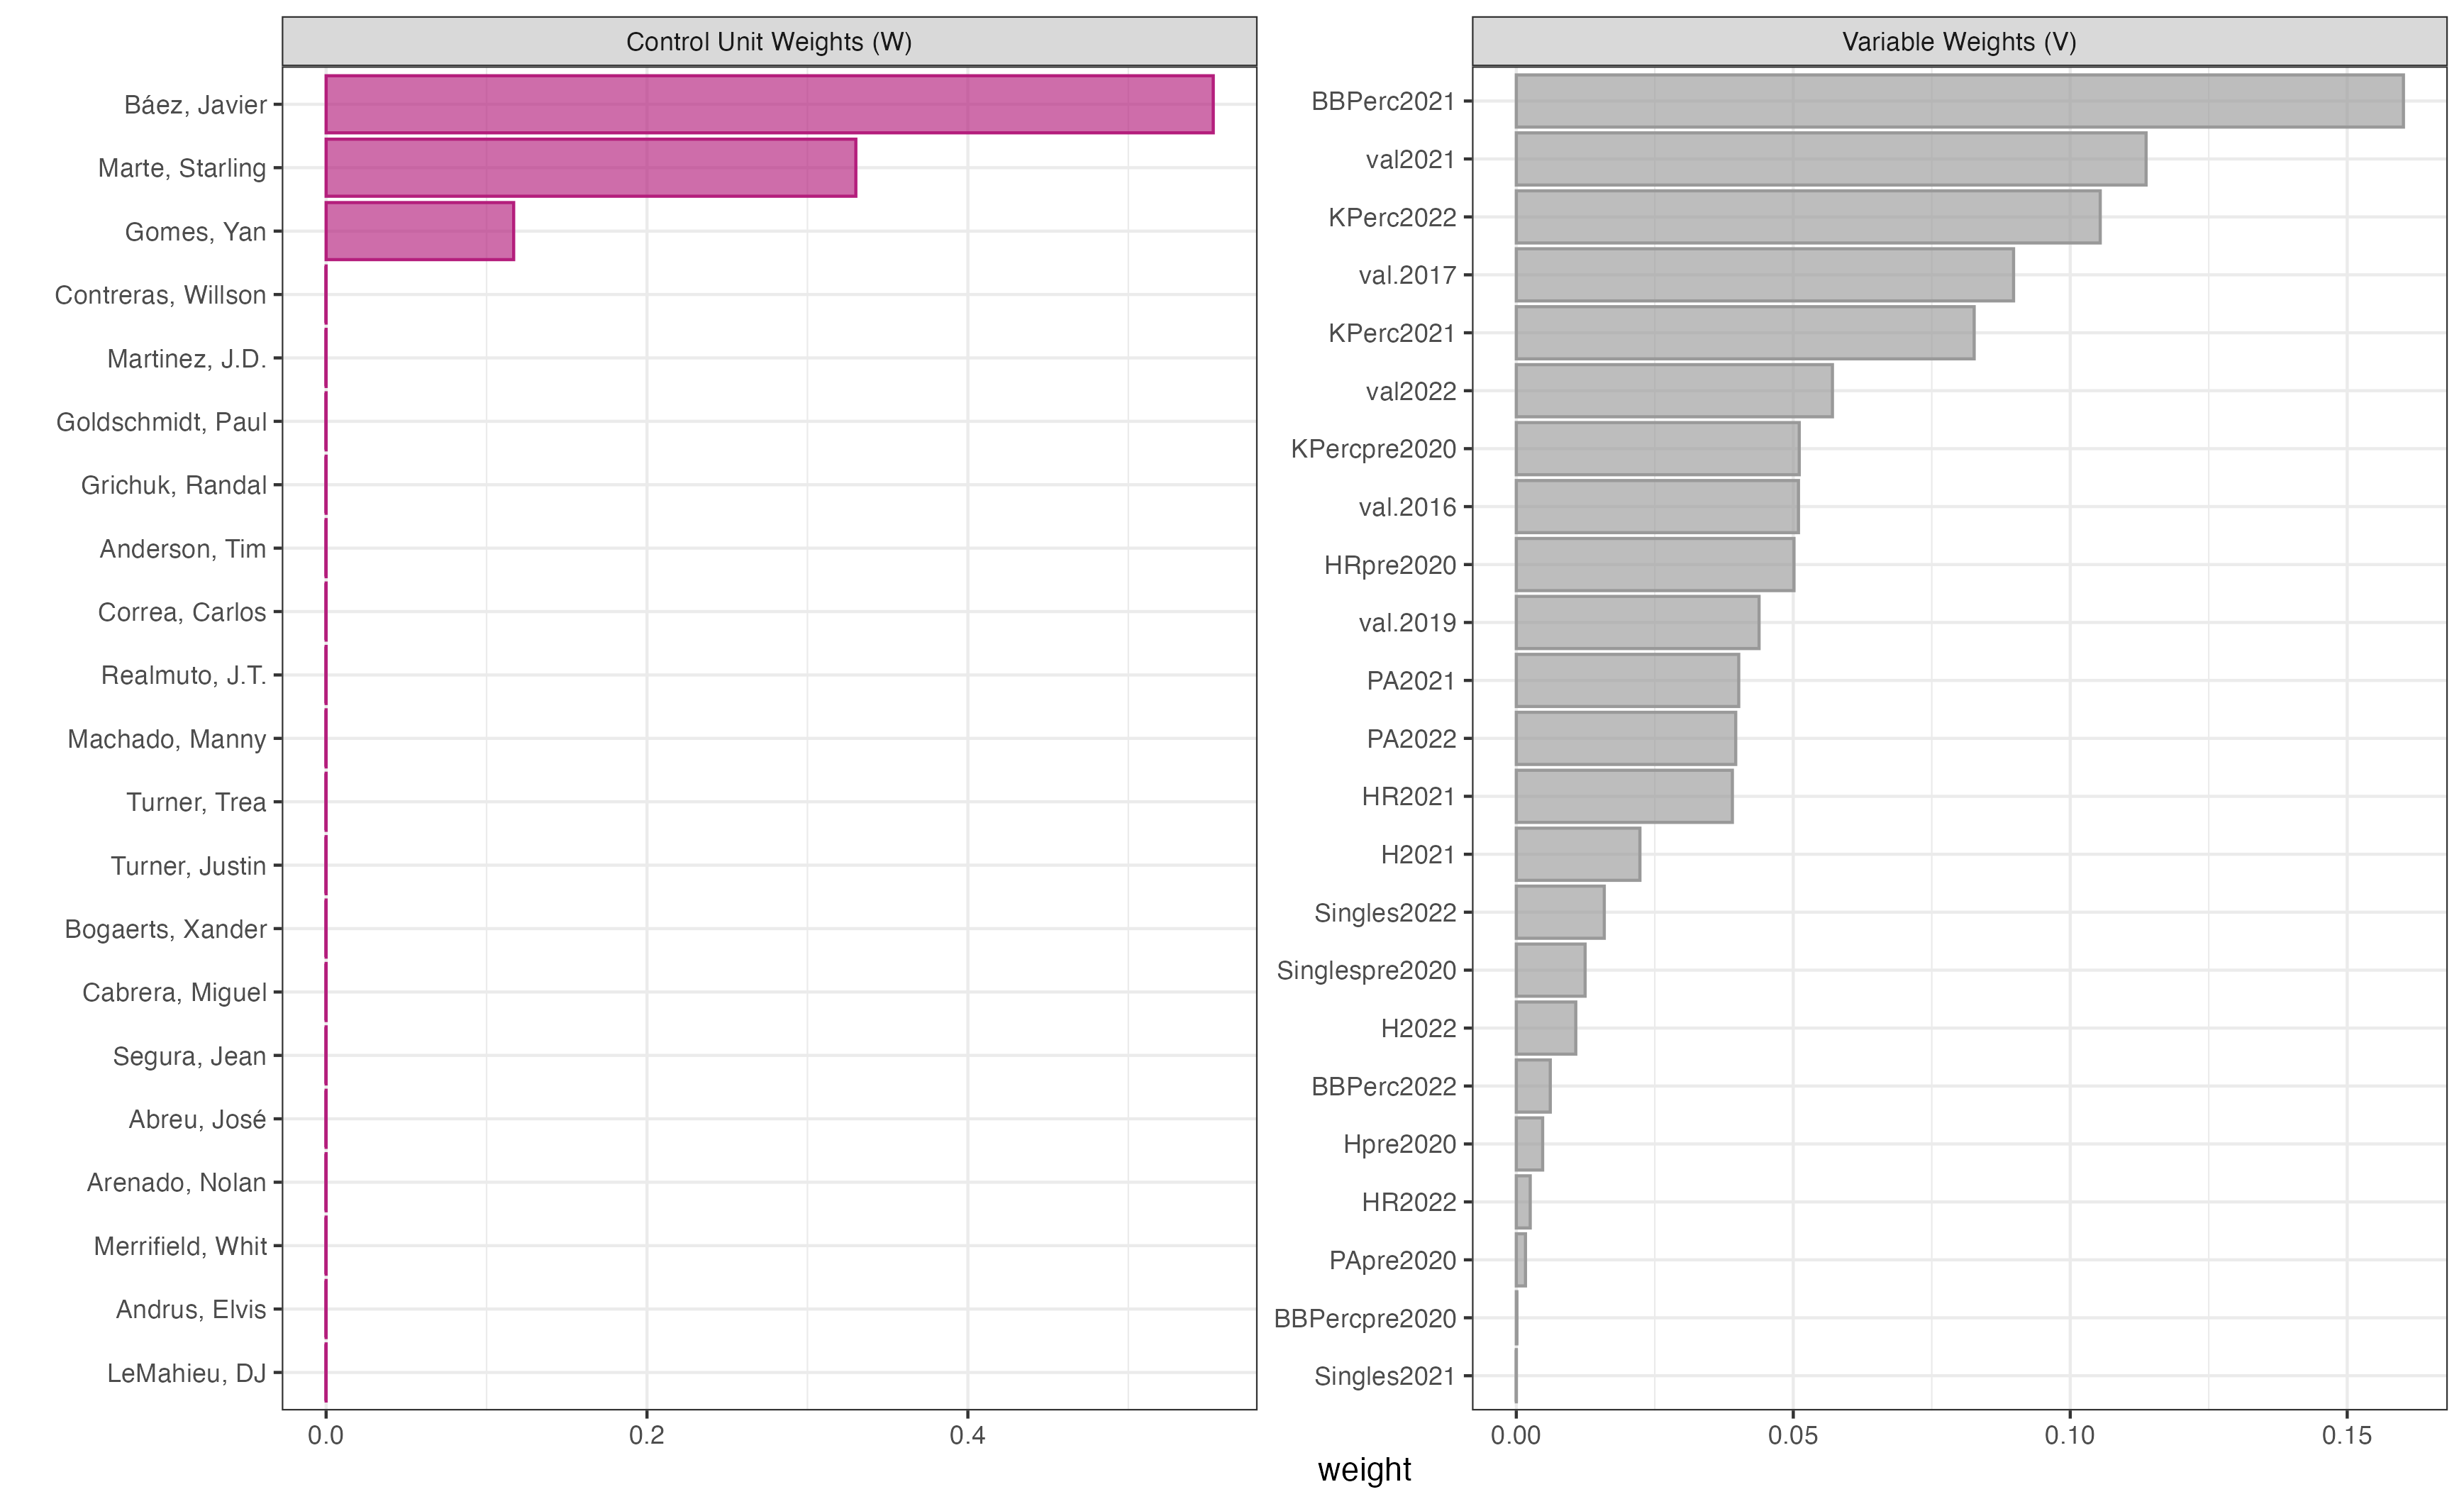 Control Unit Weights (W)
Báez, Javier
Marte, Starling
Gomes, Yan
Contreras, Willson
Martinez, J.D.
Goldschmidt, Paul
Grichuk, Randal
Anderson, Tim
Correa, Carlos
Realmuto, J.T.
Machado, Manny
Turner, Trea
Turner, Justin
Bogaerts, Xander
Cabrera, Miguel
Segura, Jean
Abreu, José
Arenado, Nolan
Merrifield, Whit
Andrus, Elvis
LeMahieu, DJ
0.0 0.2 0.4
Variable Weights (V)
BBPerc2021
val2021
KPerc2022
val.2017
KPerc2021
val2022
KPercpre2020
val.2016
HRpre2020
val.2019
PA2021
PA2022
HR2021
H2021
Singles2022
Singlespre2020
H2022
BBPerc2022
Hpre2020
HR2022
PApre2020
BBPercpre2020
Singles2021
0.00 0.05 0.10 0.15
weight